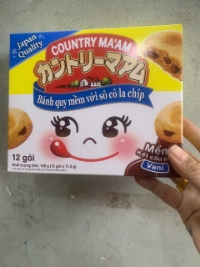 Japan
Quality
COUNTRY MA'AM
カントリーマアム
Bánh quy mềm với sô cô la chip
Mềm
Vani
12 gói